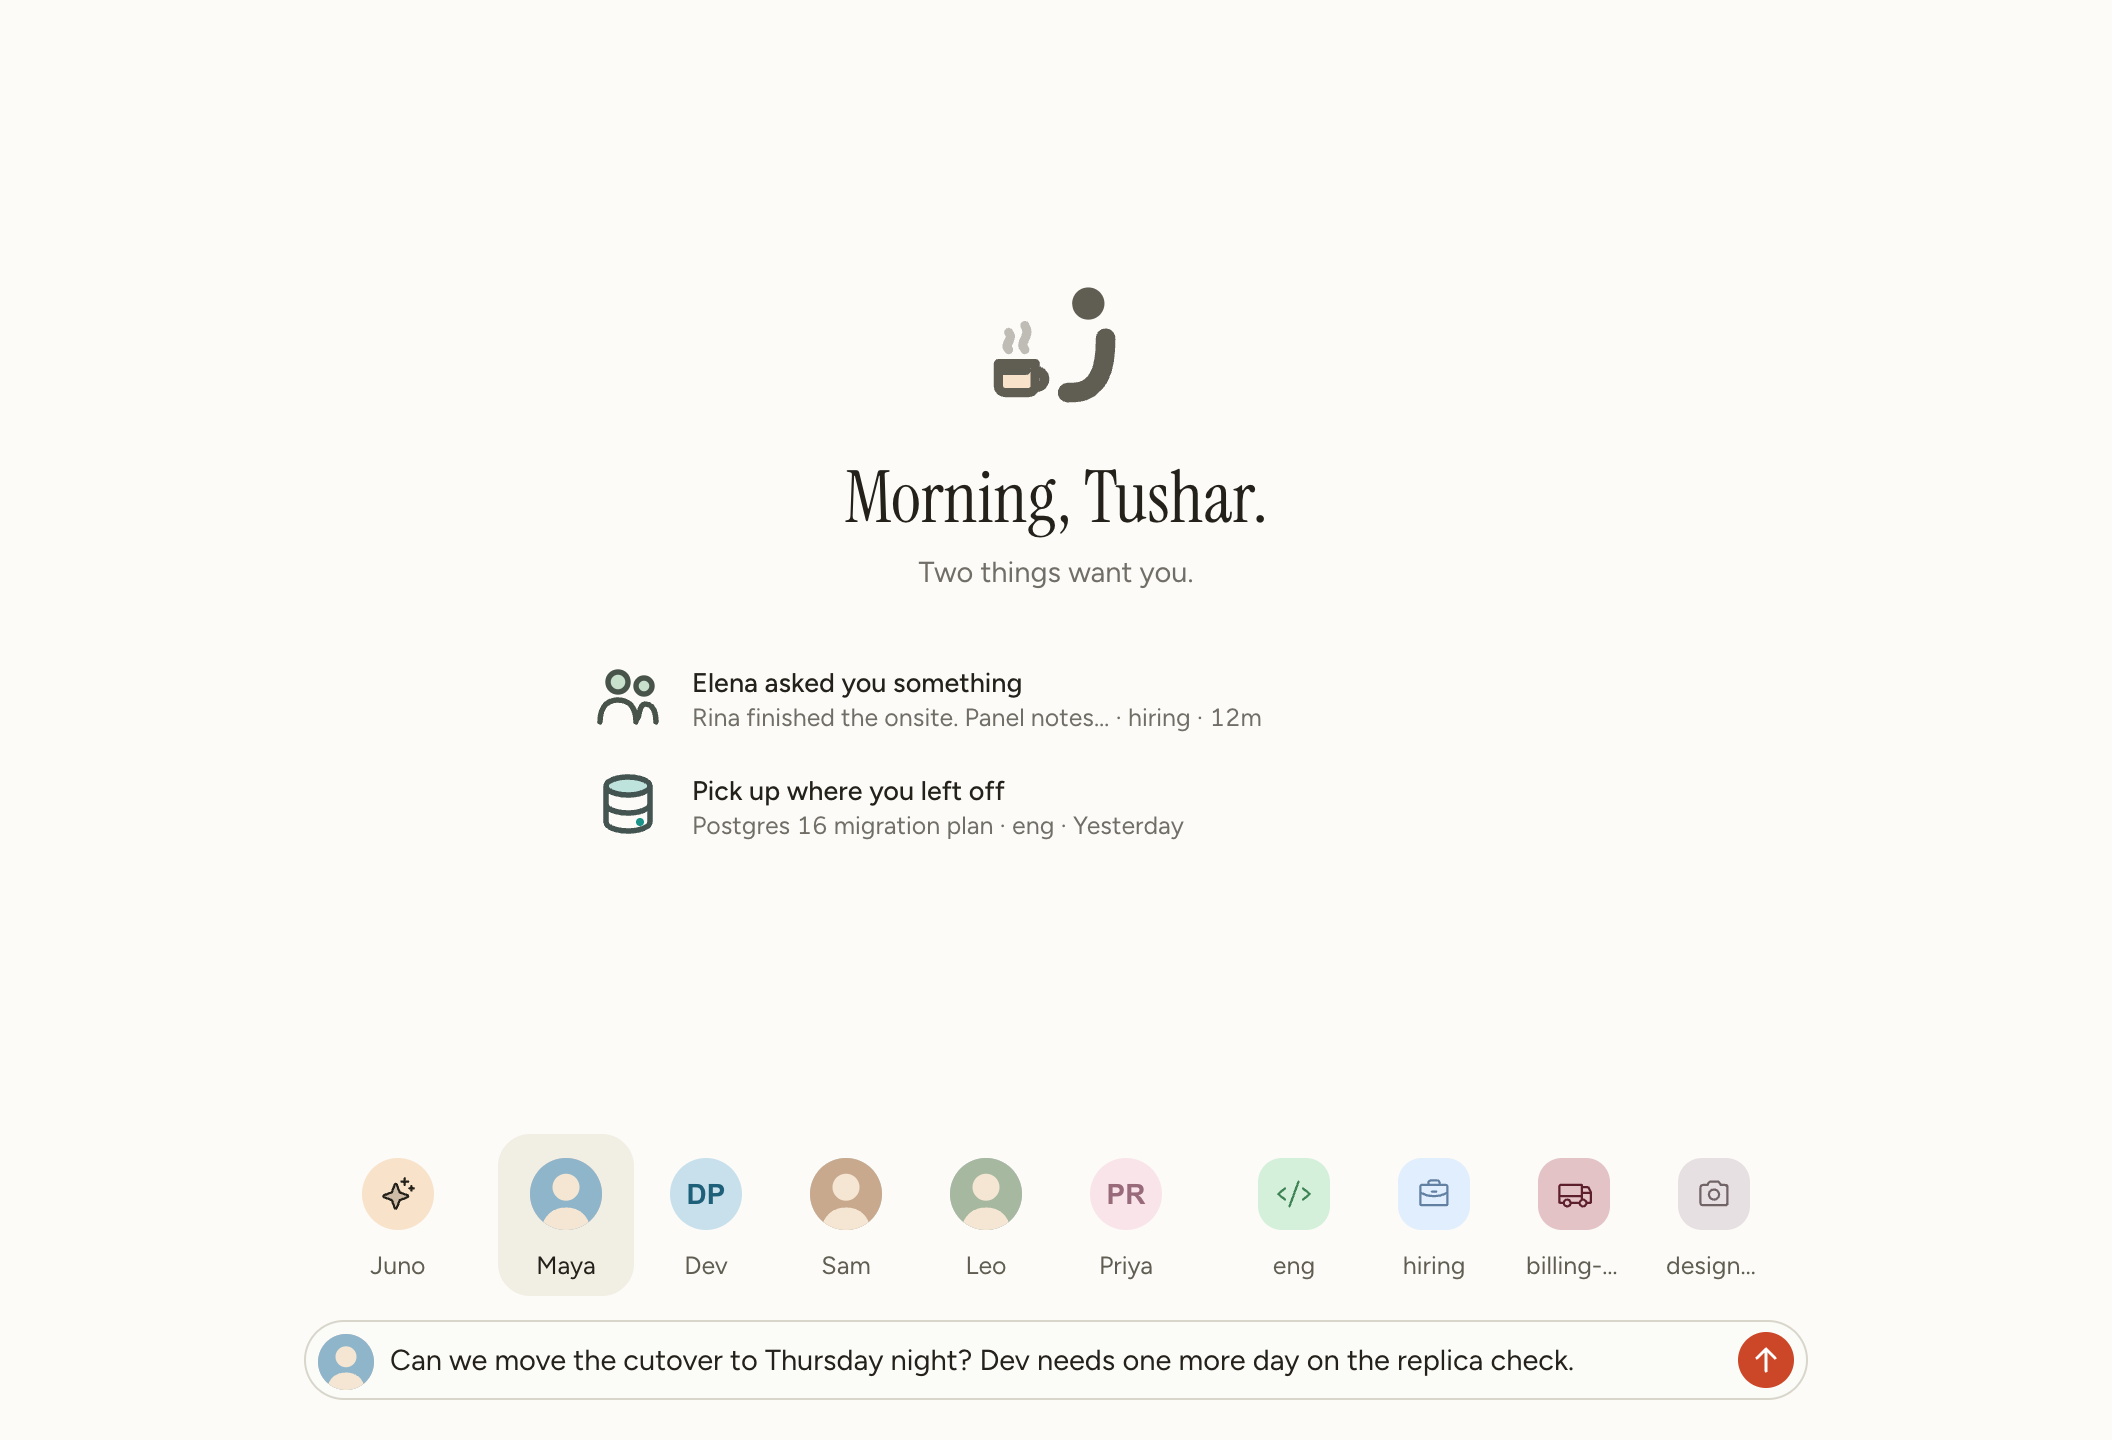 Morning, Tushar.
Two things want you.
Elena asked you something
Rina finished the onsite. Panel notes... · hiring · 12m
Pick up where you left off
Postgres 16 migration plan · eng · Yesterday
DP
PR
Juno
Maya
Dev
Sam
Leo
Priya
eng
hiring
billing-...
design...
Can we move the cutover to Thursday night? Dev needs one more day on the replica check.